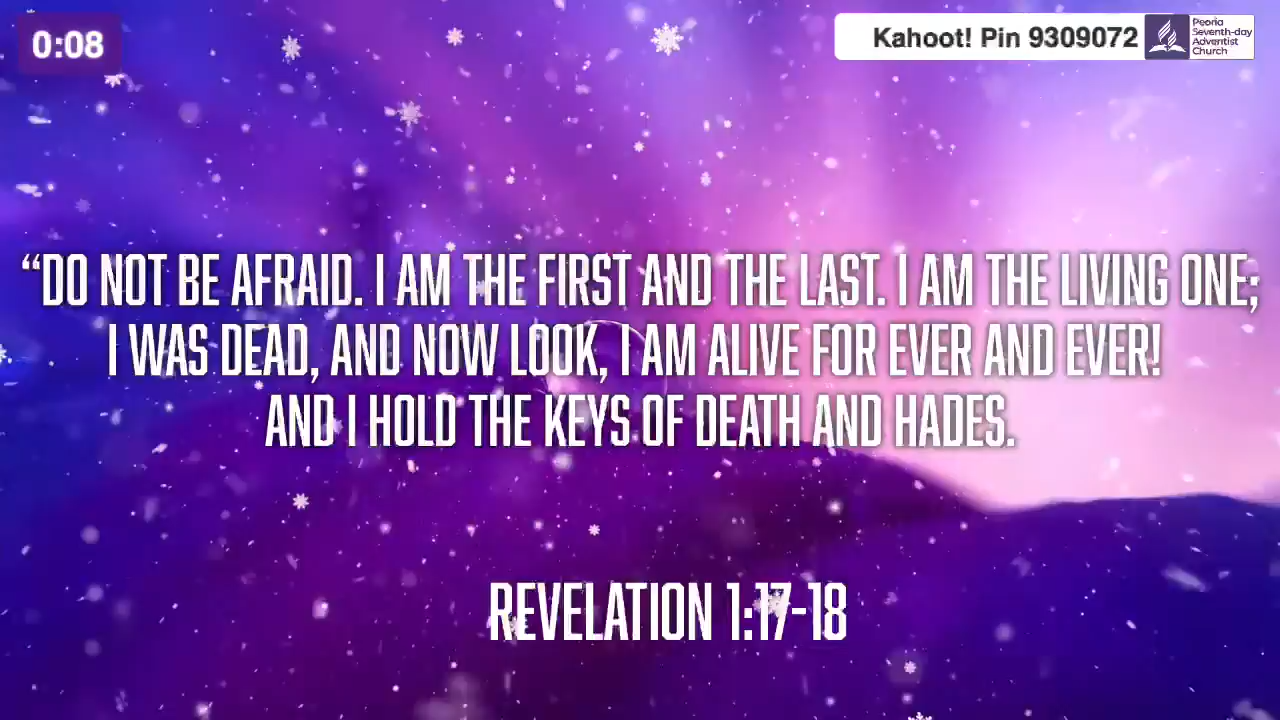 0:08
Kahoot! Pin 9309072
Peoria
Seventh-day
Adventist
Church
“DO NOT BE AFRAID. I AM THE FIRST AND THE LAST. I AM THE LIVING ONE;
I WAS DEAD, AND NOW LOOK, I AM ALIVE FOR EVER AND EVER!
AND I HOLD THE KEYS OF DEATH AND HADES.
REVELATION 1:17-18